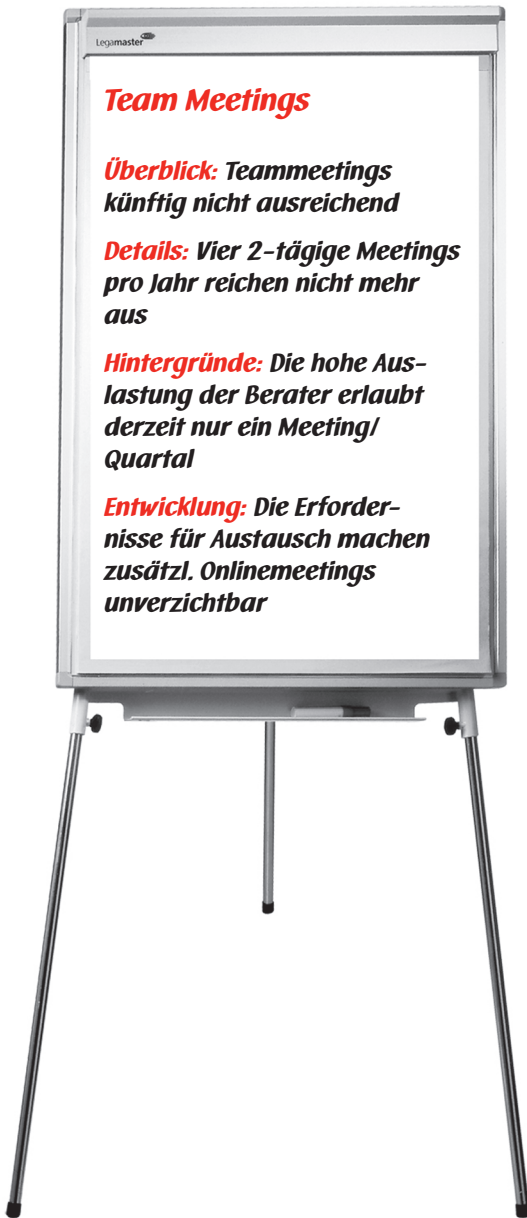 Legamaster
Team Meetings
Überblick: Teammeetings
künftig nicht ausreichend
Details: Vier 2-tägige Meetings
pro Jahr reichen nicht mehr
aus
Hintergründe: Die hohe Aus-
lastung der Berater erlaubt
derzeit nur ein Meeting/
Quartal
Entwicklung: Die Erforder-
nisse für Austausch machen
zusätzl. Onlinemeetings
unverzichtbar